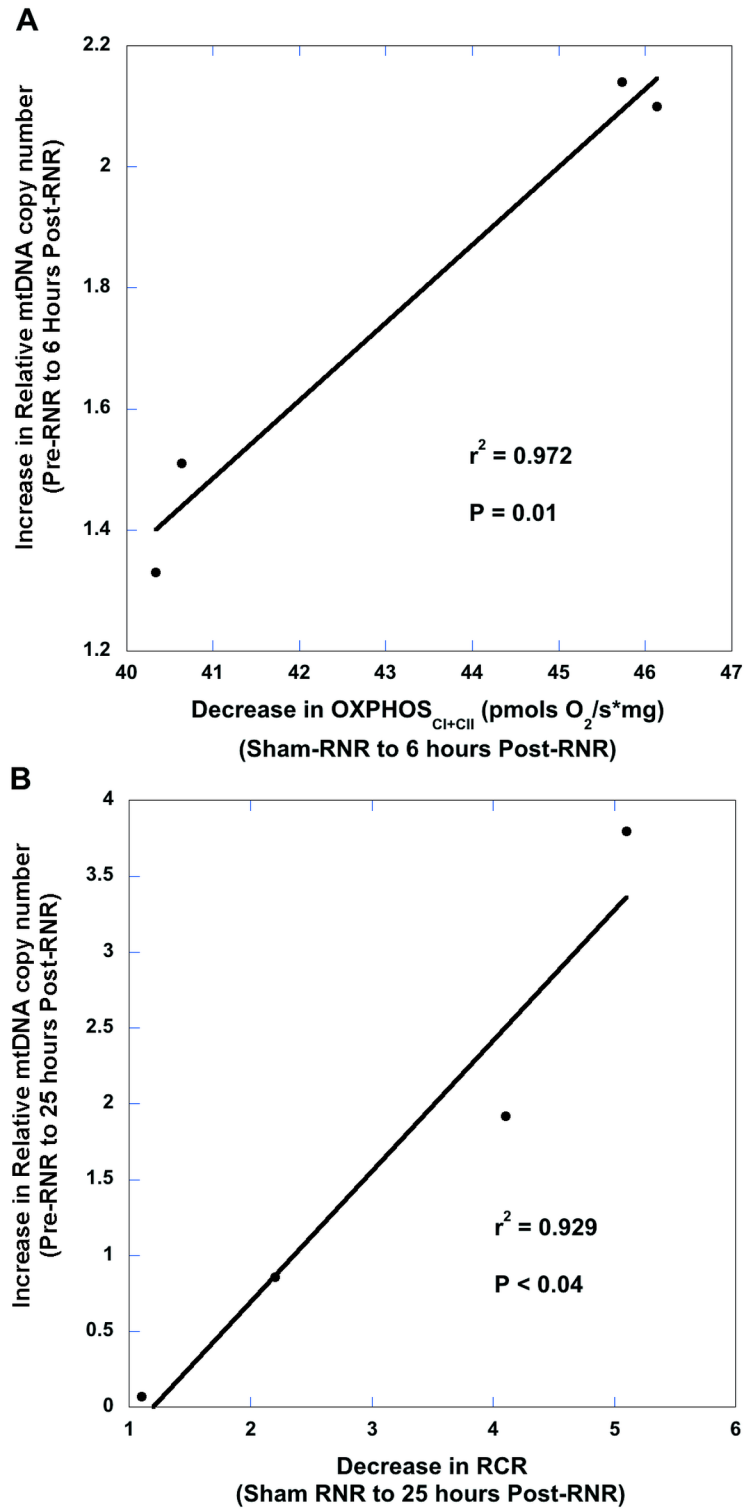 A
Increase in Relative mtDNA copy number
(Pre-RNR to 6 Hours Post-RNR)
2.2
2
1.8
1.6
1.4
1.2
r² = 0.972
P = 0.01
40 41 42 43 44 45 46 47
Decrease in OXPHOS CI+CII (pmols O₂/s*mg)
(Sham-RNR to 6 hours Post-RNR)
B
Increase in Relative mtDNA copy number
(Pre-RNR to 25 hours Post-RNR)
4
3.5
3
2.5
2
1.5
1
0.5
0
r² = 0.929
P < 0.04
1 2 3 4 5 6
Decrease in RCR
(Sham RNR to 25 hours Post-RNR)